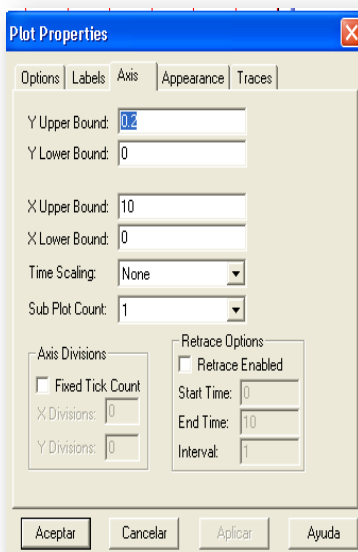 Plot Properties
Options Labels Axis Appearance Traces
Y Upper Bound: 0.2
Y Lower Bound: 0
X Upper Bound: 10
X Lower Bound: 0
Time Scaling: None
Sub Plot Count: 1
Axis Divisions
Fixed Tick Count
X Divisions: 0
Y Divisions: 0
Retrace Options
Retrace Enabled
Start Time: 0
End Time: 10
Interval: 1
Aceptar Cancelar Aplicar Ayuda